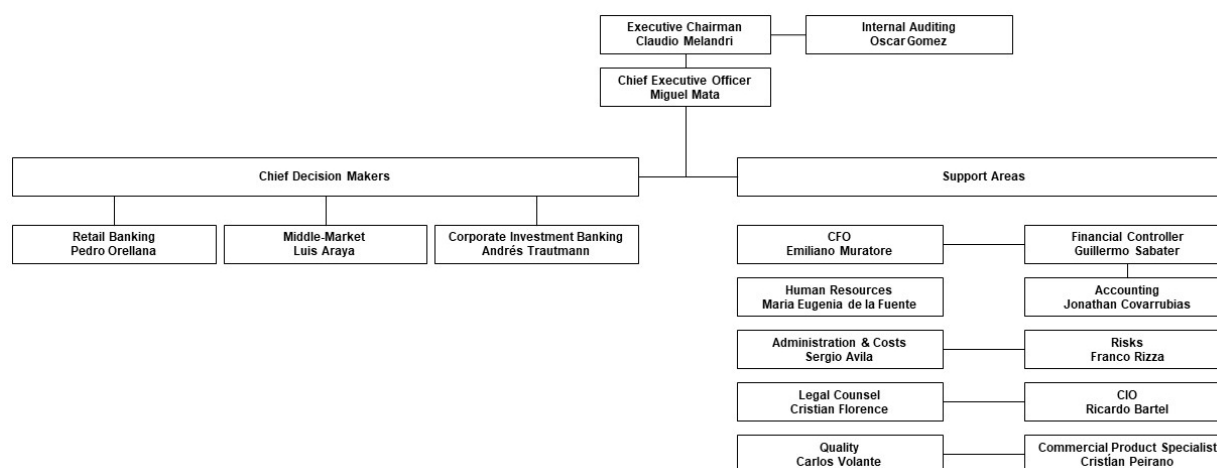 Executive Chairman
Claudio Melandri
Internal Auditing
Oscar Gomez
Chief Executive Officer
Miguel Mata
Chief Decision Makers
Support Areas
Retail Banking
Pedro Orellana
Middle-Market
Luis Araya
Corporate Investment Banking
Andrés Trautmann
CFO
Emiliano Muratore
Financial Controller
Guillermo Sabater
Human Resources
Maria Eugenia de la Fuente
Accounting
Jonathan Covarrubias
Administration & Costs
Sergio Avila
Risks
Franco Rizza
Legal Counsel
Cristian Florence
CIO
Ricardo Bartel
Quality
Carlos Volante
Commercial Product Specialist
Cristian Peirano